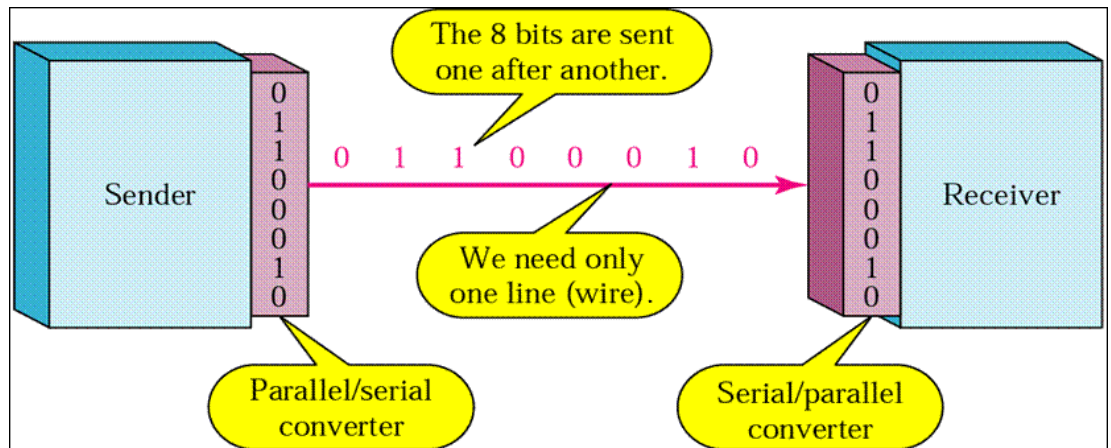 The 8 bits are sent
one after another.
Sender
0
1
1
0
0
0
1
0
0 1 1 0 0 0 1 0
We need only
one line (wire).
0
1
1
0
0
0
1
0
Receiver
Parallel/serial
converter
Serial/parallel
converter